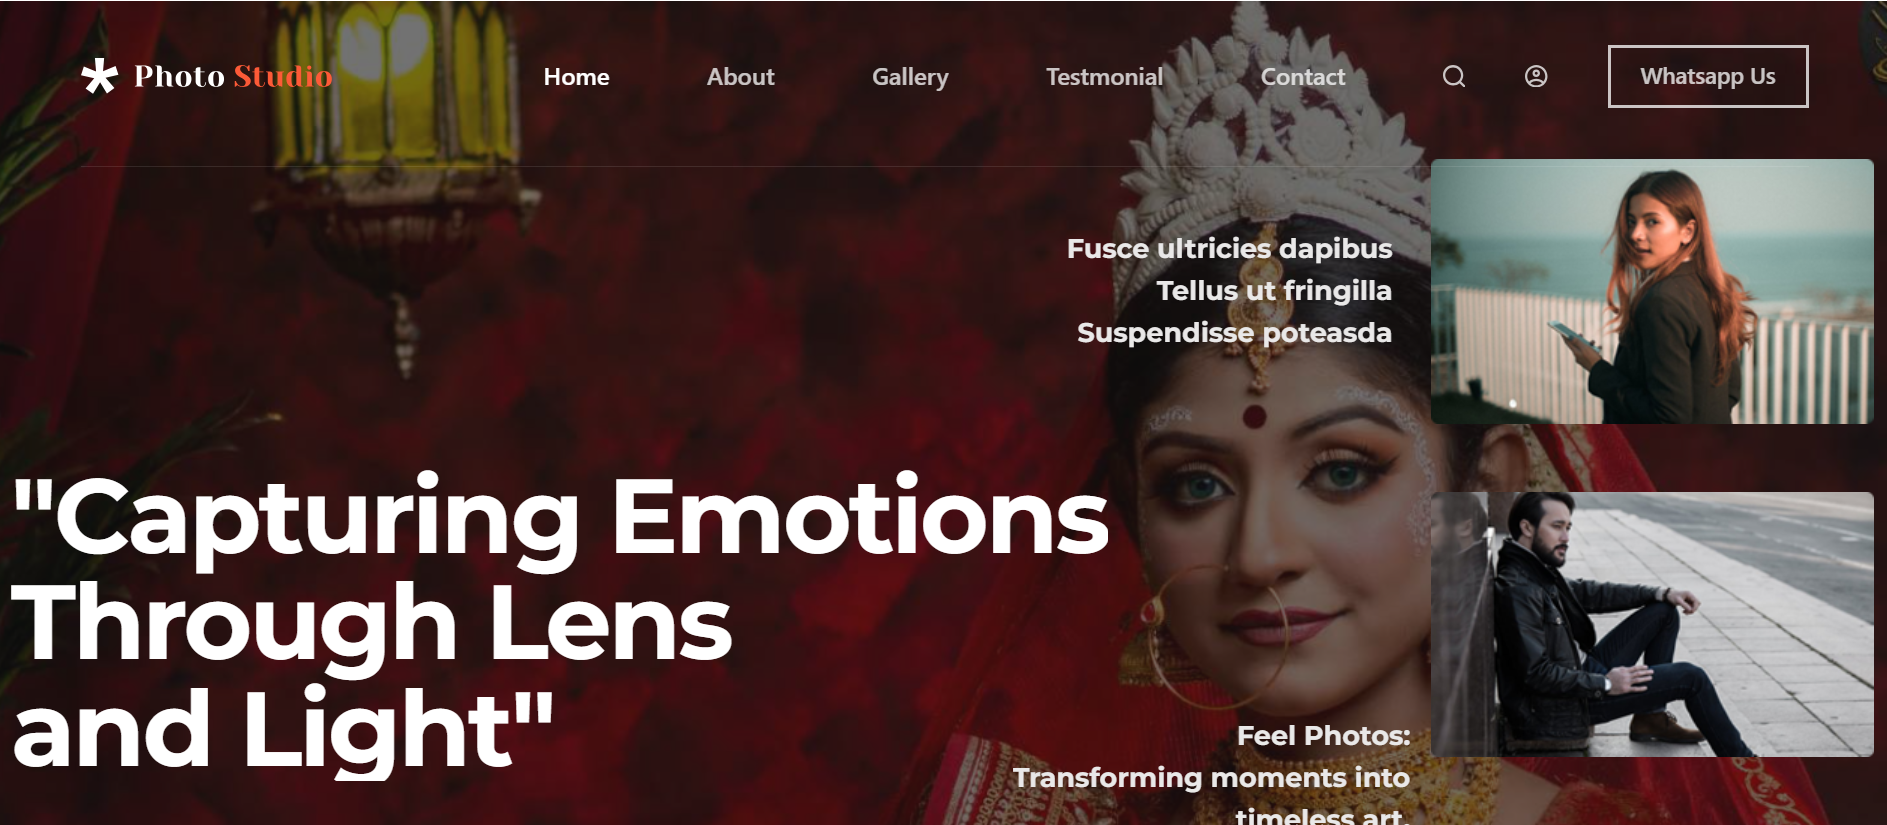 Photo Studio
Home
About
Gallery
Testmonial
Contact
Whatsapp Us
Fusce ultricies dapibus
Tellus ut fringilla
Suspendisse poteasda
"Capturing Emotions
Through Lens
and Light"
Feel Photos:
Transforming moments into
timeless art.